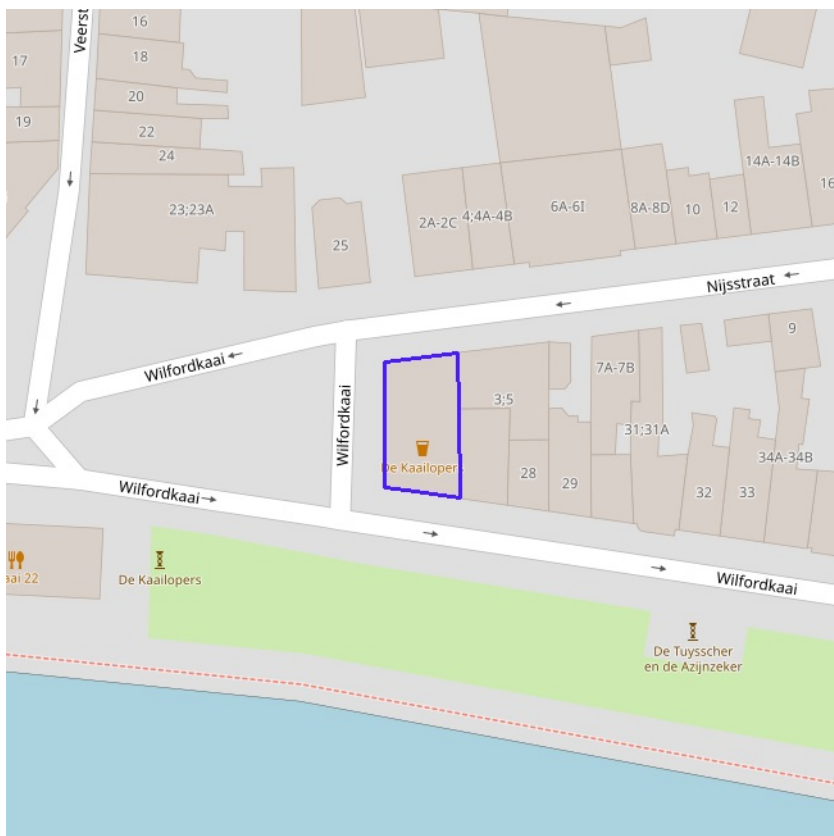 Veerst
16
17
18
20
19
22
24
23;23A
25
2A-2C
4;4A-4B
6A-6I
8A-8D
10
12
14A-14B
16
Nijsstraat
Wilfordkaai
Wilfordkaai
9
7A-7B
3;5
31;31A
De Kaailopers
28
29
32
33
34A-34B
Wilfordkaai
Wilfordkaai
aai 22
De Kaailopers
De Tuysscher
en de Azijnzeker